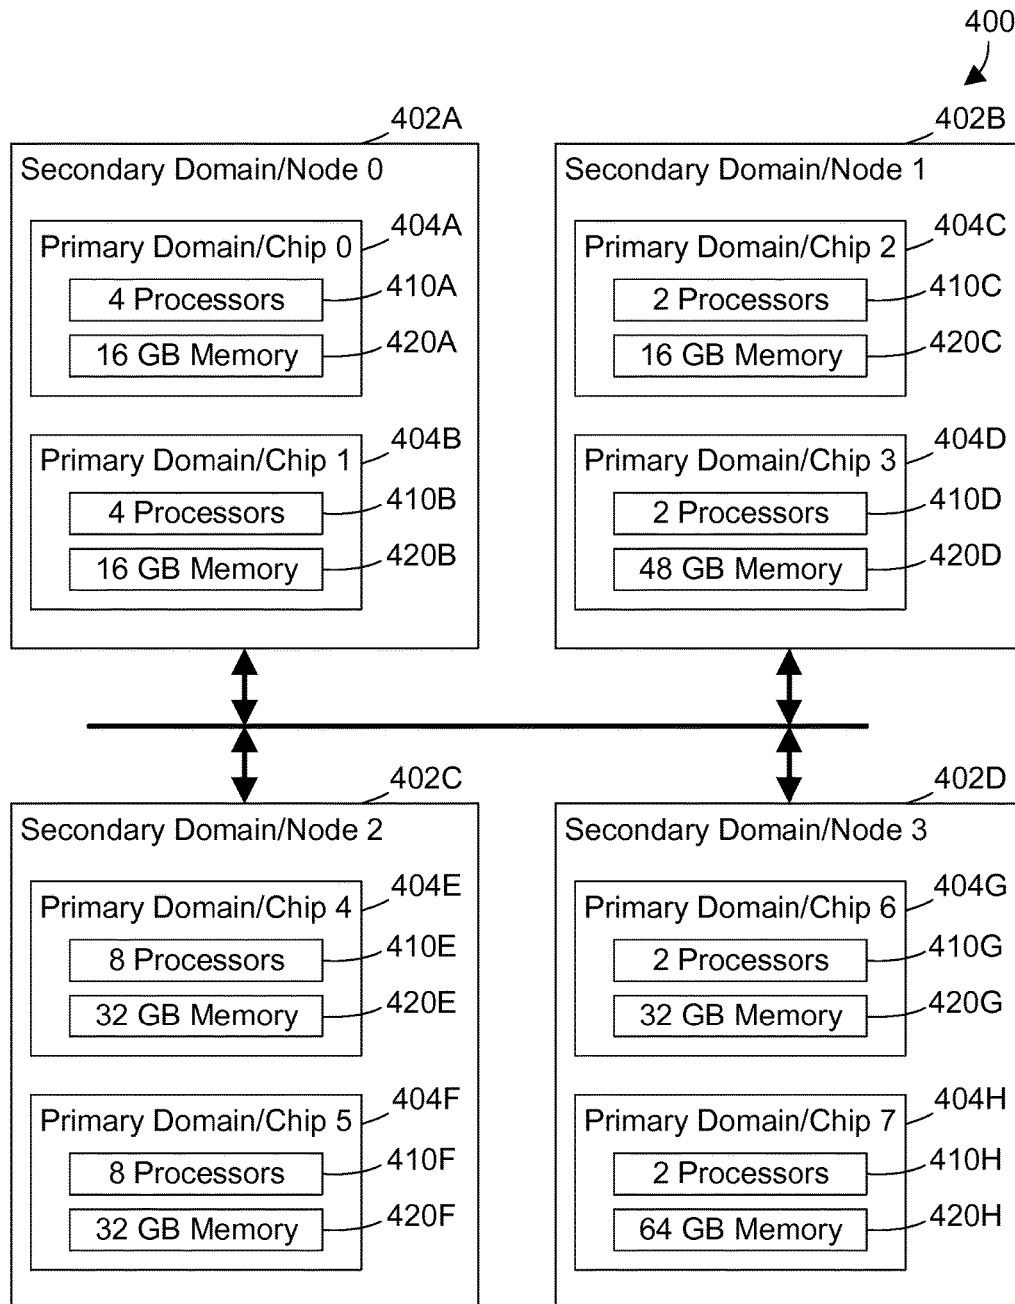 400
402A
Secondary Domain/Node 0
404A
Primary Domain/Chip 0
410A
4 Processors
420A
16 GB Memory
404B
Primary Domain/Chip 1
410B
4 Processors
420B
16 GB Memory
402B
Secondary Domain/Node 1
404C
Primary Domain/Chip 2
410C
2 Processors
420C
16 GB Memory
404D
Primary Domain/Chip 3
410D
2 Processors
420D
48 GB Memory
402C
Secondary Domain/Node 2
404E
Primary Domain/Chip 4
410E
8 Processors
420E
32 GB Memory
404F
Primary Domain/Chip 5
410F
8 Processors
420F
32 GB Memory
402D
Secondary Domain/Node 3
404G
Primary Domain/Chip 6
410G
2 Processors
420G
32 GB Memory
404H
Primary Domain/Chip 7
410H
2 Processors
420H
64 GB Memory